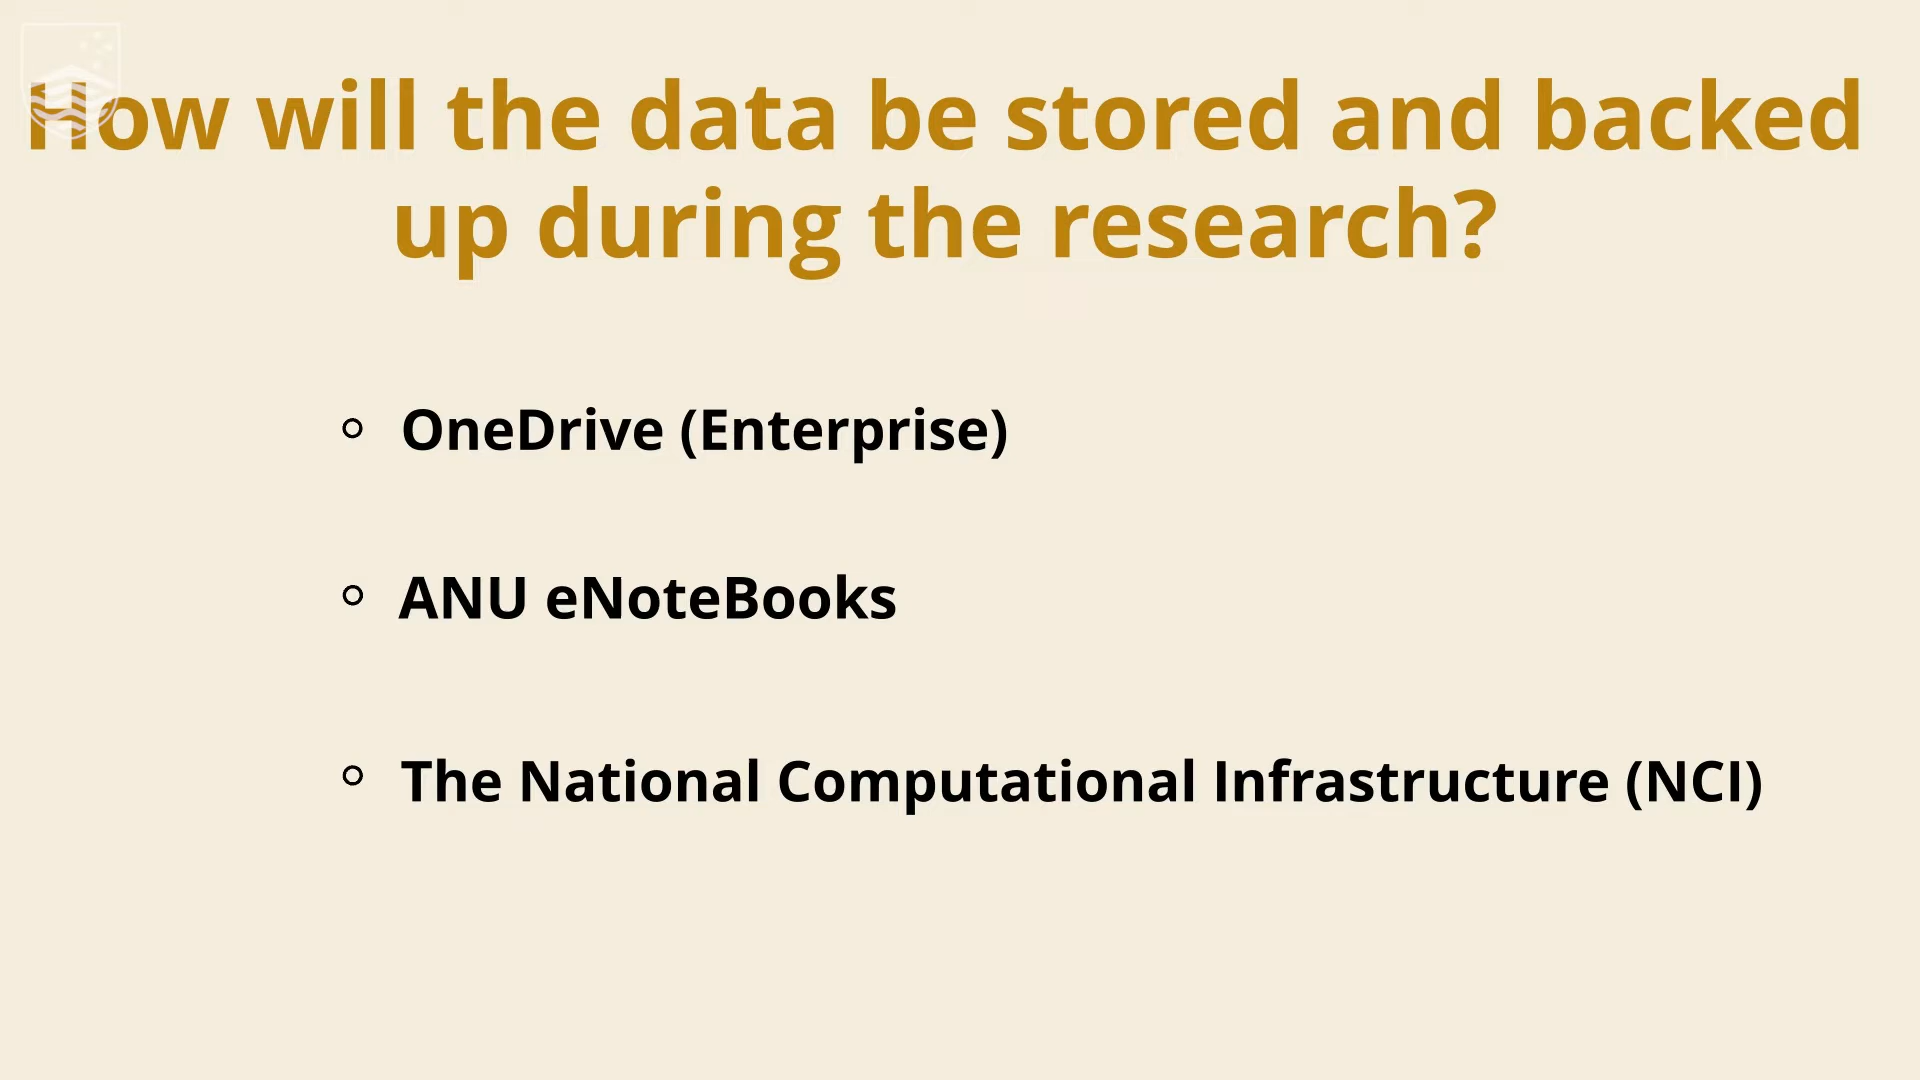 How will the data be stored and backed
up during the research?
OneDrive (Enterprise)
ANU eNoteBooks
The National Computational Infrastructure (NCI)